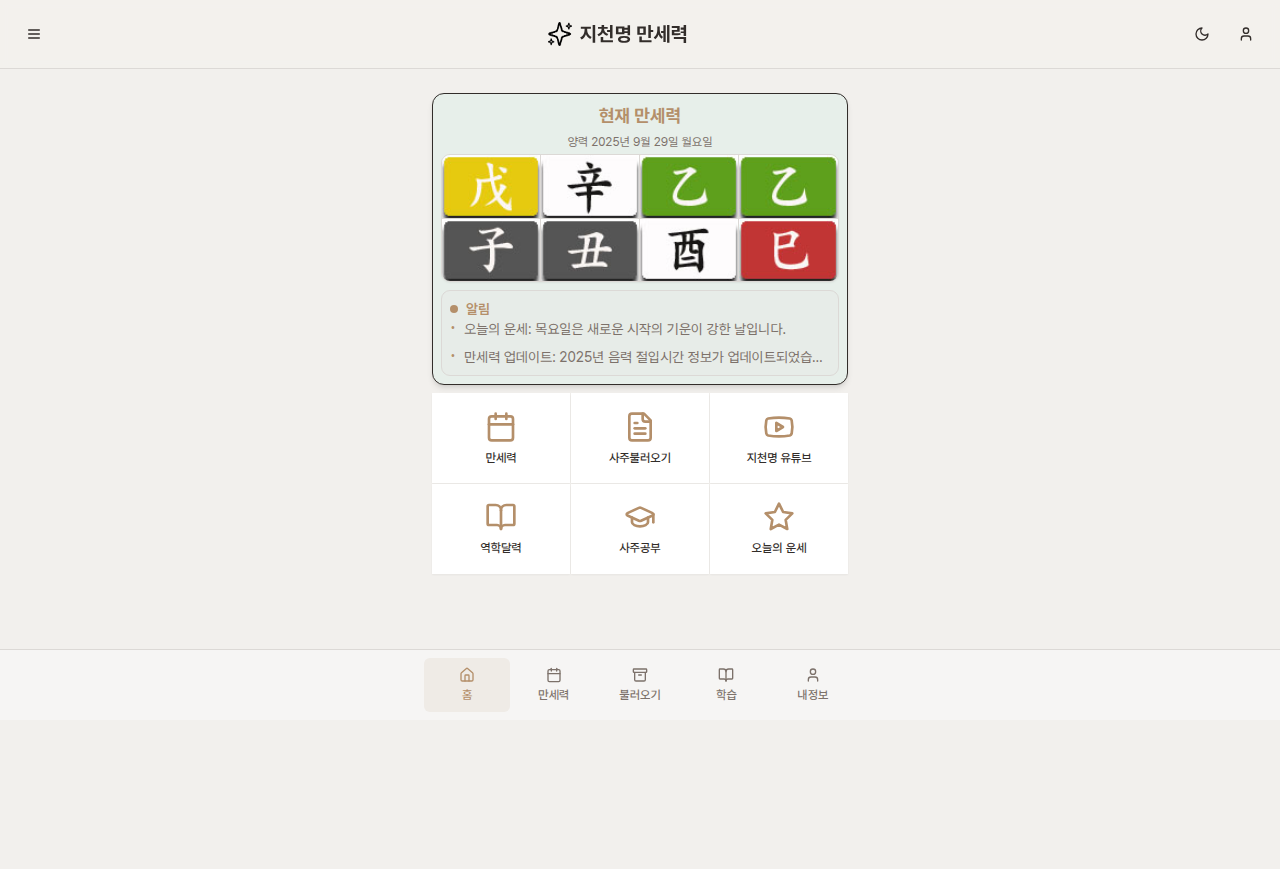 지천명 만세력
현재 만세력
양력 2025년 9월 29일 월요일
戊 辛 乙 乙
子 丑 酉 巳
알림
• 오늘의 운세: 목요일은 새로운 시작의 기운이 강한 날입니다.
• 만세력 업데이트: 2025년 음력 절입시간 정보가 업데이트되었습...
만세력 사주불러오기 지천명 유튜브
역학달력 사주공부 오늘의 운세
홈 만세력 불러오기 학습 내정보